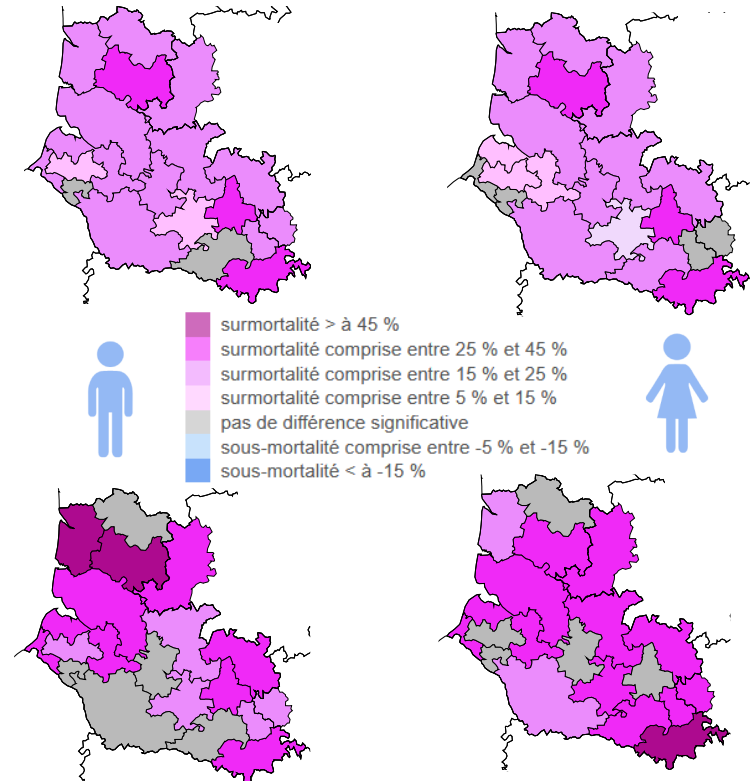 surmortalité > à 45 %
surmortalité comprise entre 25 % et 45 %
surmortalité comprise entre 15 % et 25 %
surmortalité comprise entre 5 % et 15 %
pas de différence significative
sous-mortalité comprise entre -5 % et -15 %
sous-mortalité < à -15 %